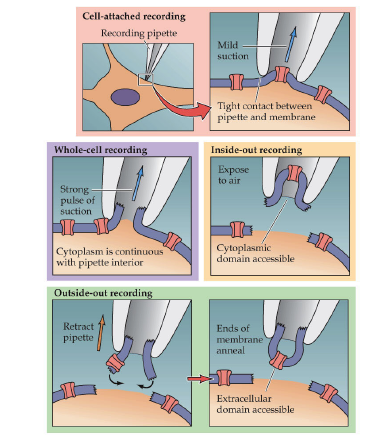 Cell-attached recording
Recording pipette
Mild
suction
Tight contact between
pipette and membrane
Whole-cell recording
Strong
pulse of
suction
Cytoplasm is continuous
with pipette interior
Inside-out recording
Expose
to air
Cytoplasmic
domain accessible
Outside-out recording
Retract
pipette
Ends of
membrane
anneal
Extracellular
domain accessible